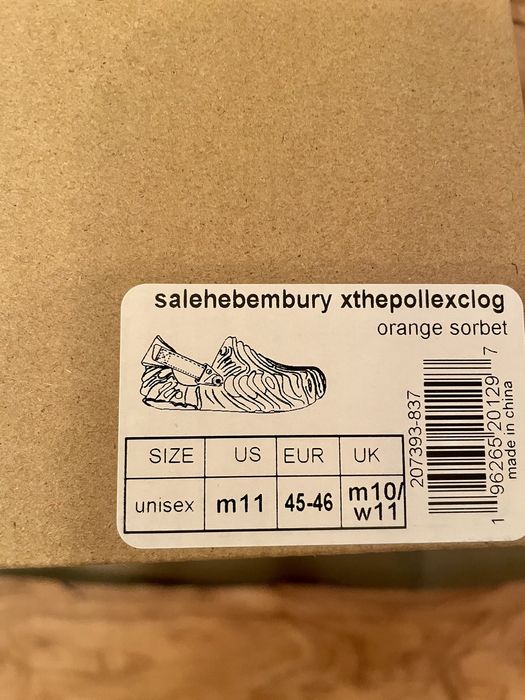 salehebembury xthepollexclog
orange sorbet
SIZE US EUR UK
unisex m11 45-46 m10/
w11
207393-837
1 96265 20129 7
made in china